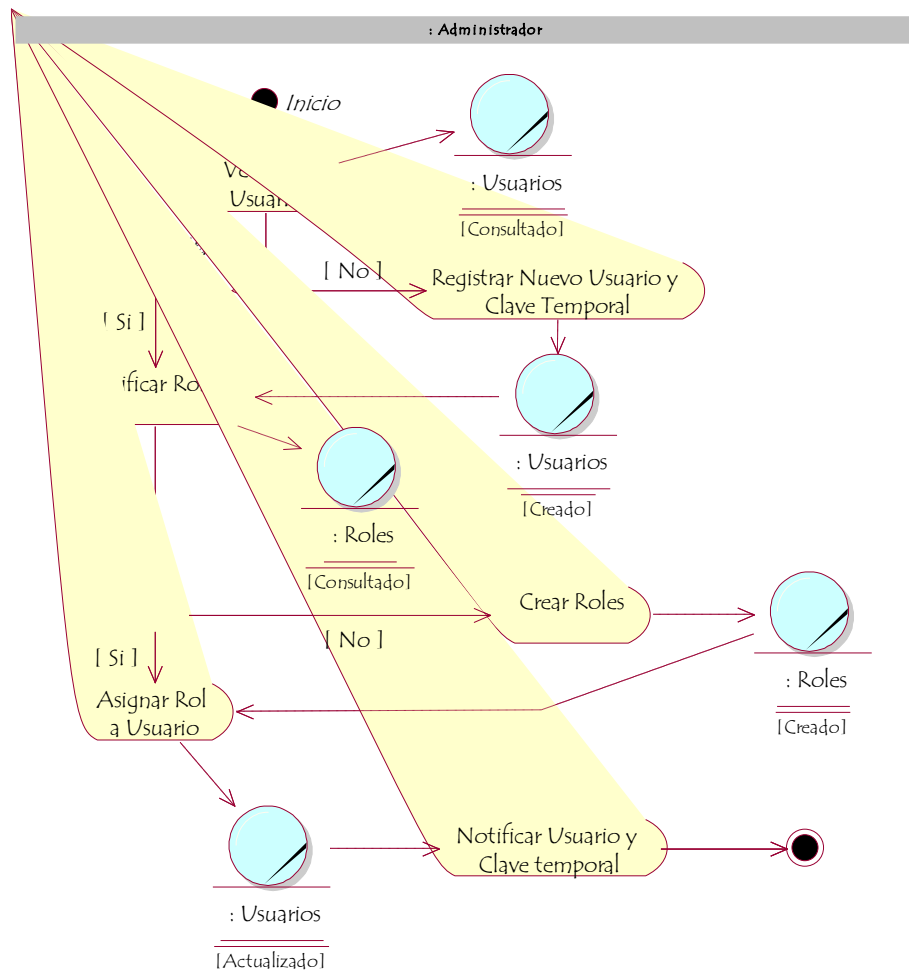 : Administrador
Inicio
: Usuarios
[Consultado]
[ No ]
Registrar Nuevo Usuario y
Clave Temporal
Si ]
: Usuarios
[Creado]
: Roles
[Consultado]
Crear Roles
[ No ]
[ Si ]
: Roles
[Creado]
Asignar Rol
a Usuario
Notificar Usuario y
Clave temporal
: Usuarios
[Actualizado]